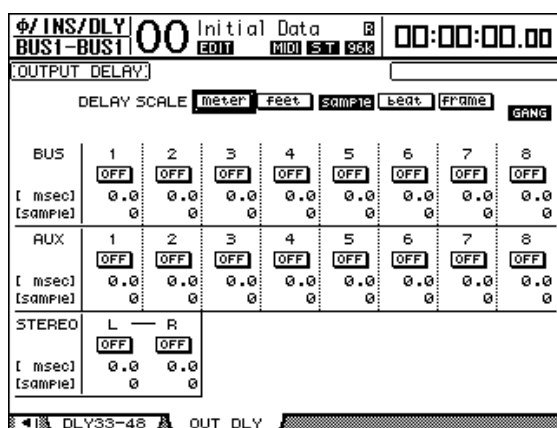 Φ/INS/DLY 00 Initial Data R 00:00:00.00
BUS1-BUS1 EDIT MIDI S T 96K
OUTPUT DELAY
DELAY SCALE meter feet sample beat frame GANG
BUS 1 2 3 4 5 6 7 8
OFF OFF OFF OFF OFF OFF OFF OFF
[ msec] 0.0 0.0 0.0 0.0 0.0 0.0 0.0 0.0
[sample] 0 0 0 0 0 0 0 0
AUX 1 2 3 4 5 6 7 8
OFF OFF OFF OFF OFF OFF OFF OFF
[ msec] 0.0 0.0 0.0 0.0 0.0 0.0 0.0 0.0
[sample] 0 0 0 0 0 0 0 0
STEREO L — R
OFF OFF
[ msec] 0.0 0.0
[sample] 0 0
DLY33-48 OUT DLY